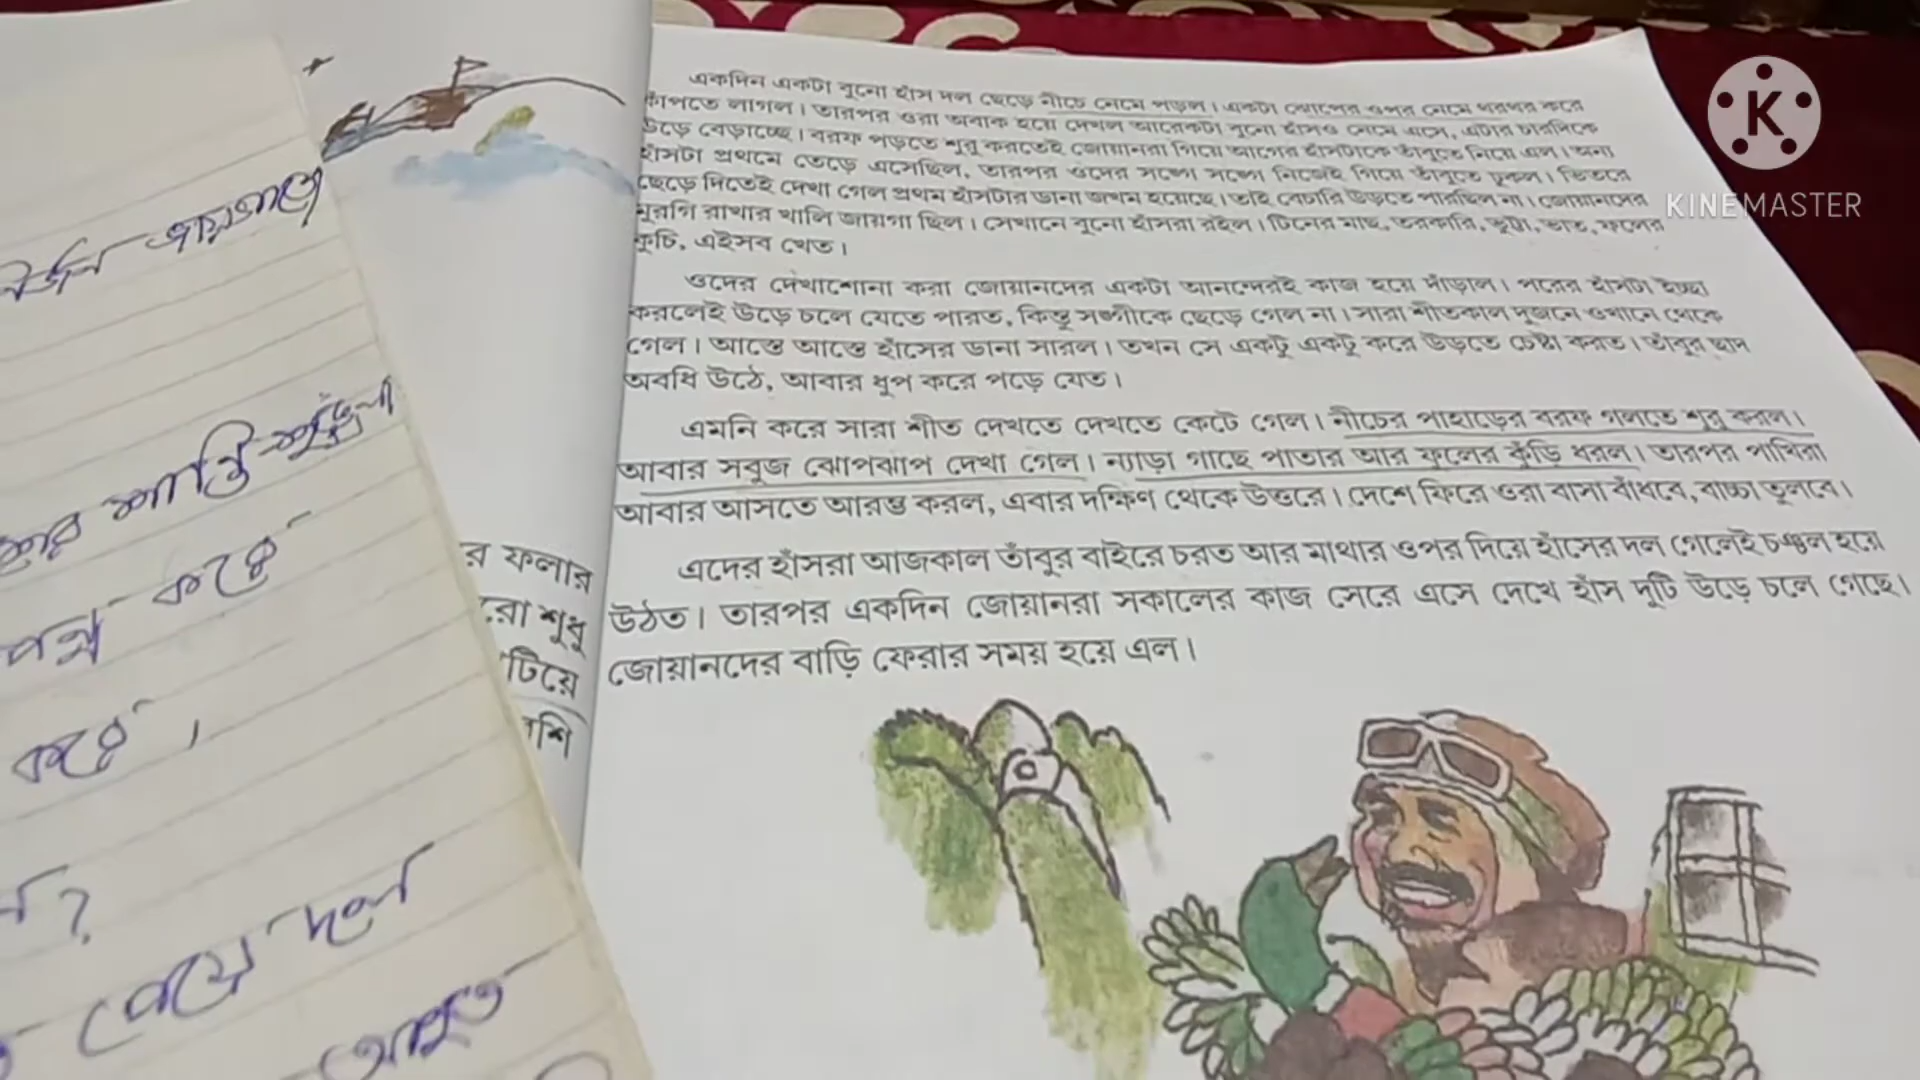 একদিন একটা বুনো হাঁস দল ছেড়ে নীচে নেমে পড়ল। একটা ঝোপের ওপর নেমে থরথর করে
কাঁপতে লাগল। তারপর ওরা অবাক হয়ে দেখল আরেকটা বুনো হাঁসও নেমে এসে, এটার চারদিকে
উড়ে বেড়াচ্ছে। বরফ পড়তে শুরু করতেই জোয়ানরা গিয়ে আগের হাঁসটাকে তাঁবুতে নিয়ে এল। অন্য
হাঁসটা প্রথমে তেড়ে এসেছিল, তারপর ওদের সঙ্গে সঙ্গে নিজেই গিয়ে তাঁবুতে ঢুকল। ভিতরে
ছেড়ে দিতেই দেখা গেল প্রথম হাঁসটার ডানা জখম হয়েছে। তাই বেচারি উড়তে পারছিল না। জোয়ানদের
মুরগি রাখার খালি জায়গা ছিল। সেখানে বুনো হাঁসরা রইল। টিনের মাছ, তরকারি, ভুট্টা, ভাত, ফলের
কুচি, এইসব খেত।
ওদের দেখাশোনা করা জোয়ানদের একটা আনন্দেরই কাজ হয়ে দাঁড়াল। পরের হাঁসটা ইচ্ছা
করলেই উড়ে চলে যেতে পারত, কিন্তু সঙ্গীকে ছেড়ে গেল না। সারা শীতকাল দুজনে ওখানে থেকে
গেল। আস্তে আস্তে হাঁসের ডানা সারল। তখন সে একটু একটু করে উড়তে চেষ্টা করত। তাঁবুর ছাদ
অবধি উঠে, আবার ধুপ করে পড়ে যেত।
এমনি করে সারা শীত দেখতে দেখতে কেটে গেল। নীচের পাহাড়ের বরফ গলতে শুরু করল।
আবার সবুজ ঝোপঝাপ দেখা গেল। ন্যাড়া গাছে পাতার আর ফুলের কুঁড়ি ধরল। তারপর পাখিরা
আবার আসতে আরম্ভ করল, এবার দক্ষিণ থেকে উত্তরে। দেশে ফিরে ওরা বাসা বাঁধবে, বাচ্চা তুলবে।
এদের হাঁসরা আজকাল তাঁবুর বাইরে চরত আর মাথার ওপর দিয়ে হাঁসের দল গেলেই চঞ্চল হয়ে
উঠত। তারপর একদিন জোয়ানরা সকালের কাজ সেরে এসে দেখে হাঁস দুটি উড়ে চলে গেছে।
জোয়ানদের বাড়ি ফেরার সময় হয়ে এল।
র ফলার
রো শুধু
টিয়ে
শি
নির্জন জায়গাতে
শান্তি-শৃঙ্খলা
করে
করে।
পেয়ে দল
K
KINEMASTER